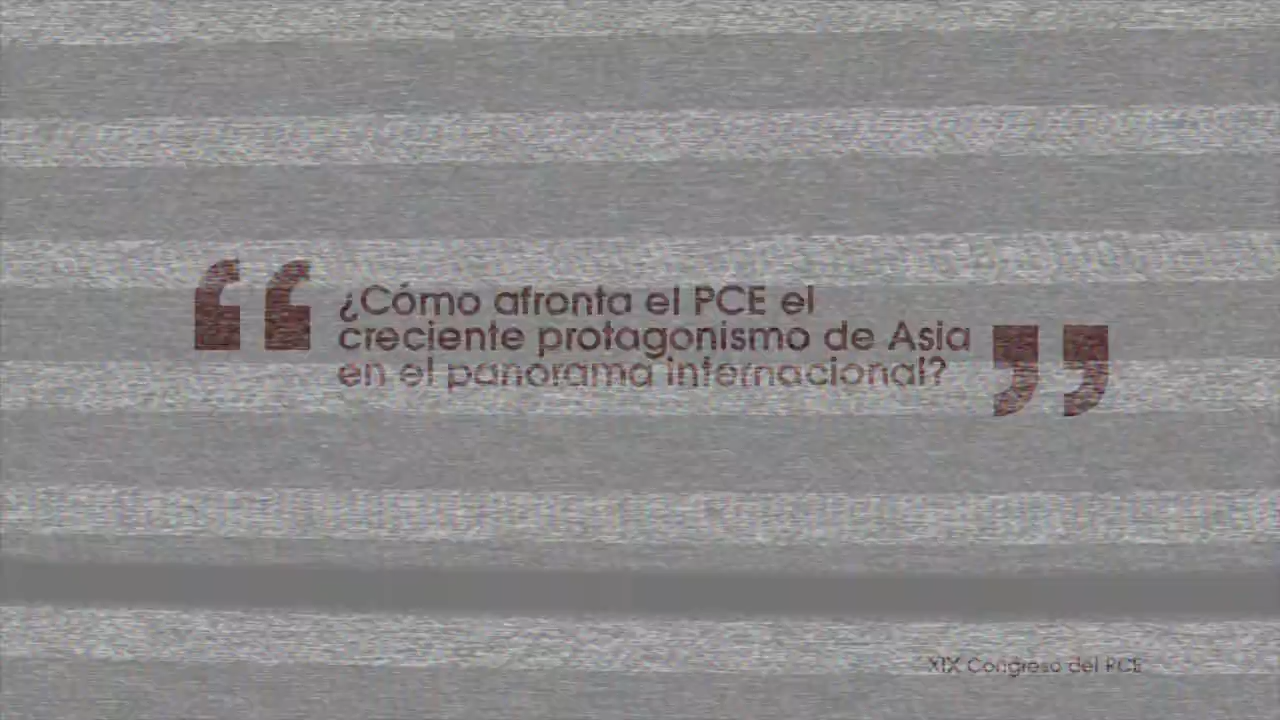 “ ¿Cómo afronta el PCE el
creciente protagonismo de Asia
en el panorama internacional? ”
XIX Congreso del PCE